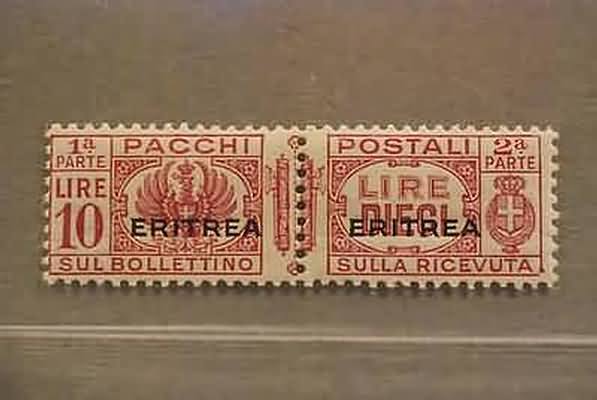 1ª PARTE
PACCHI
LIRE 10
ERITREA
SUL BOLLETTINO
POSTALI
2ª PARTE
LIRE DIECI
ERITREA
SULLA RICEVUTA